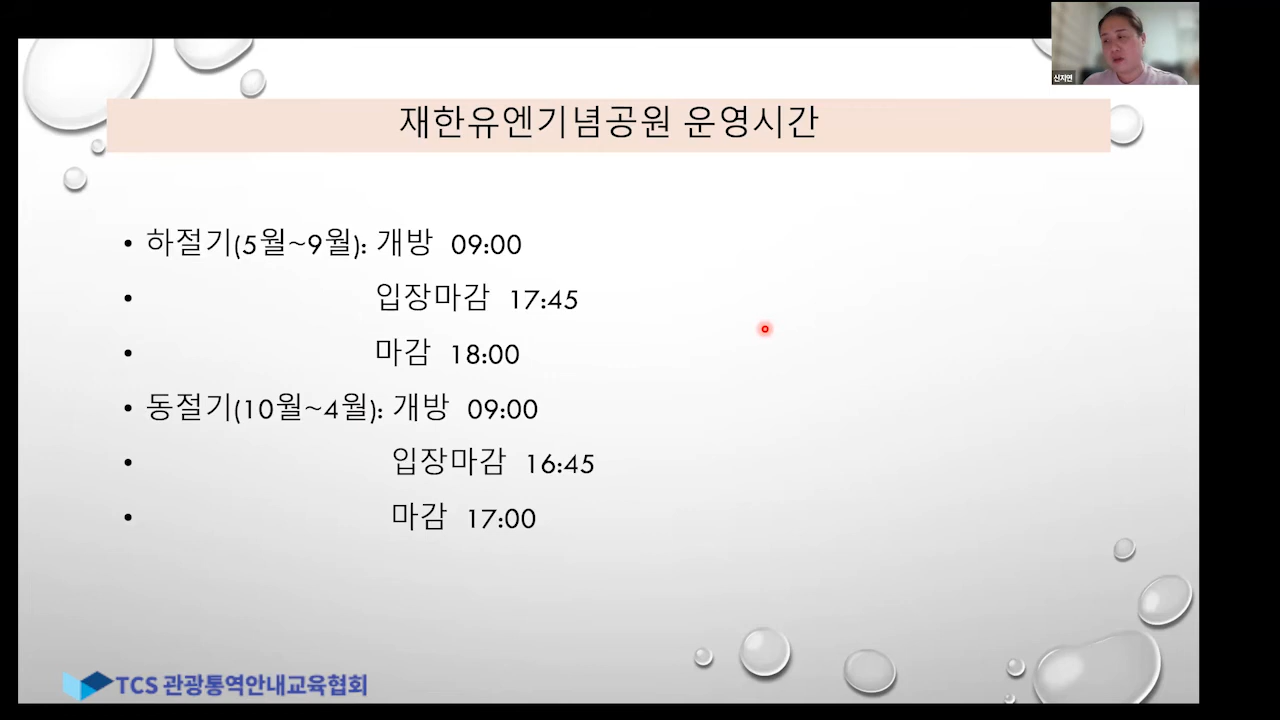 신지연
재한유엔기념공원 운영시간
• 하절기(5월~9월): 개방 09:00
• 입장마감 17:45
• 마감 18:00
• 동절기(10월~4월): 개방 09:00
• 입장마감 16:45
• 마감 17:00
TCS 관광통역안내교육협회